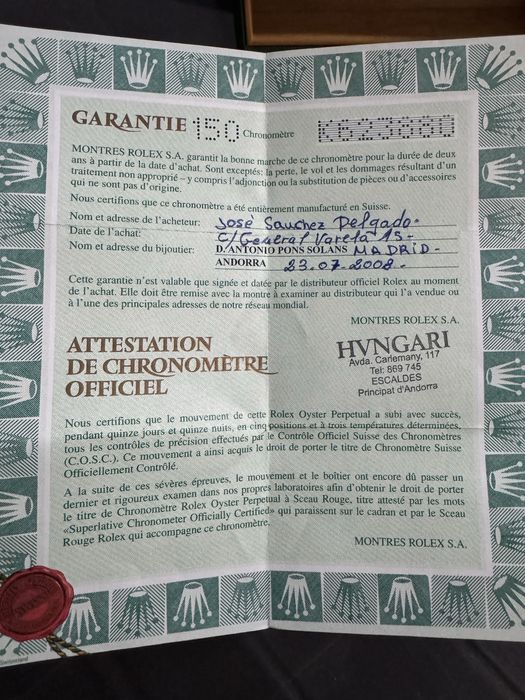 GARANTIE 150 Chronomètre K823880
MONTRES ROLEX S.A. garantit la bonne marche de ce chronomètre pour la durée de deux
ans à partir de la date d'achat. Sont exceptés: la perte, le vol et les dommages résultant d'un
traitement non approprié – y compris l'adjonction ou la substitution de pièces ou d'accessoires
qui ne sont pas d'origine.
Nous certifions que ce chronomètre a été entièrement manufacturé en Suisse.
Nom et adresse de l'acheteur: José Sanchez Delgado-
Date de l'achat: C/General Varela 15-
Nom et adresse du bijoutier: D. ANTONIO PONS SOLANS MADRID-
ANDORRA 23.07.2008.-
Cette garantie n'est valable que signée et datée par le distributeur officiel Rolex au moment
de l'achat. Elle doit être remise avec la montre à examiner au distributeur qui l'a vendue ou
à l'une des principales adresses de notre réseau mondial.
MONTRES ROLEX S.A.
ATTESTATION
DE CHRONOMÈTRE
OFFICIEL
HVNGARI
Avda. Carlemany, 117
Tel: 869 745
ESCALDES
Principat d'Andorra
Nous certifions que le mouvement de cette Rolex Oyster Perpetual a subi avec succès,
pendant quinze jours et quinze nuits, en cinq positions et à trois températures déterminées,
tous les contrôles de précision effectués par le Contrôle Officiel Suisse des Chronomètres
(C.O.S.C.). Ce mouvement a ainsi acquis le droit de porter le titre de Chronomètre Suisse
Officiellement Contrôlé.
A la suite de ces sévères épreuves, le mouvement et le boîtier ont encore dû passer un
dernier et rigoureux examen dans nos propres laboratoires afin d'obtenir le droit de porter
le titre de Chronomètre Rolex Oyster Perpetual à Sceau Rouge, titre attesté par les mots
«Superlative Chronometer Officially Certified» qui paraissent sur le cadran et par le Sceau
Rouge Rolex qui accompagne ce chronomètre.
MONTRES ROLEX S.A.
Switzerland